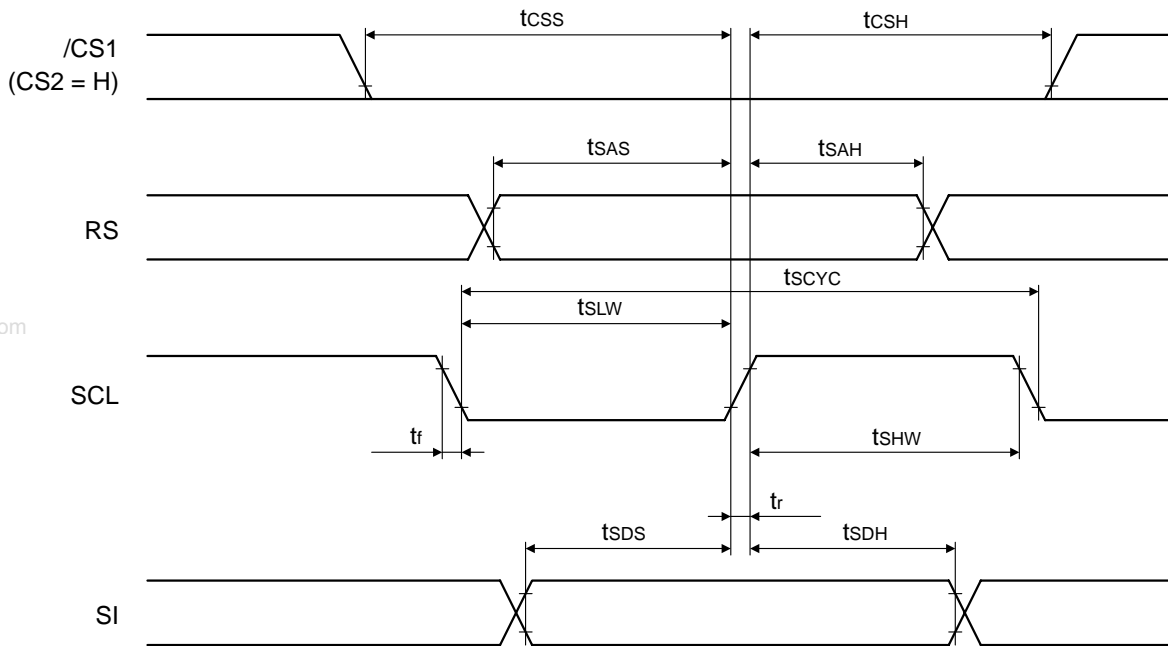 tCSS
tCSH
/CS1
(CS2 = H)
tSAS
tSAH
RS
tSCYC
tSLW
om
SCL
tf
tSHW
tr
tSDS
tSDH
SI